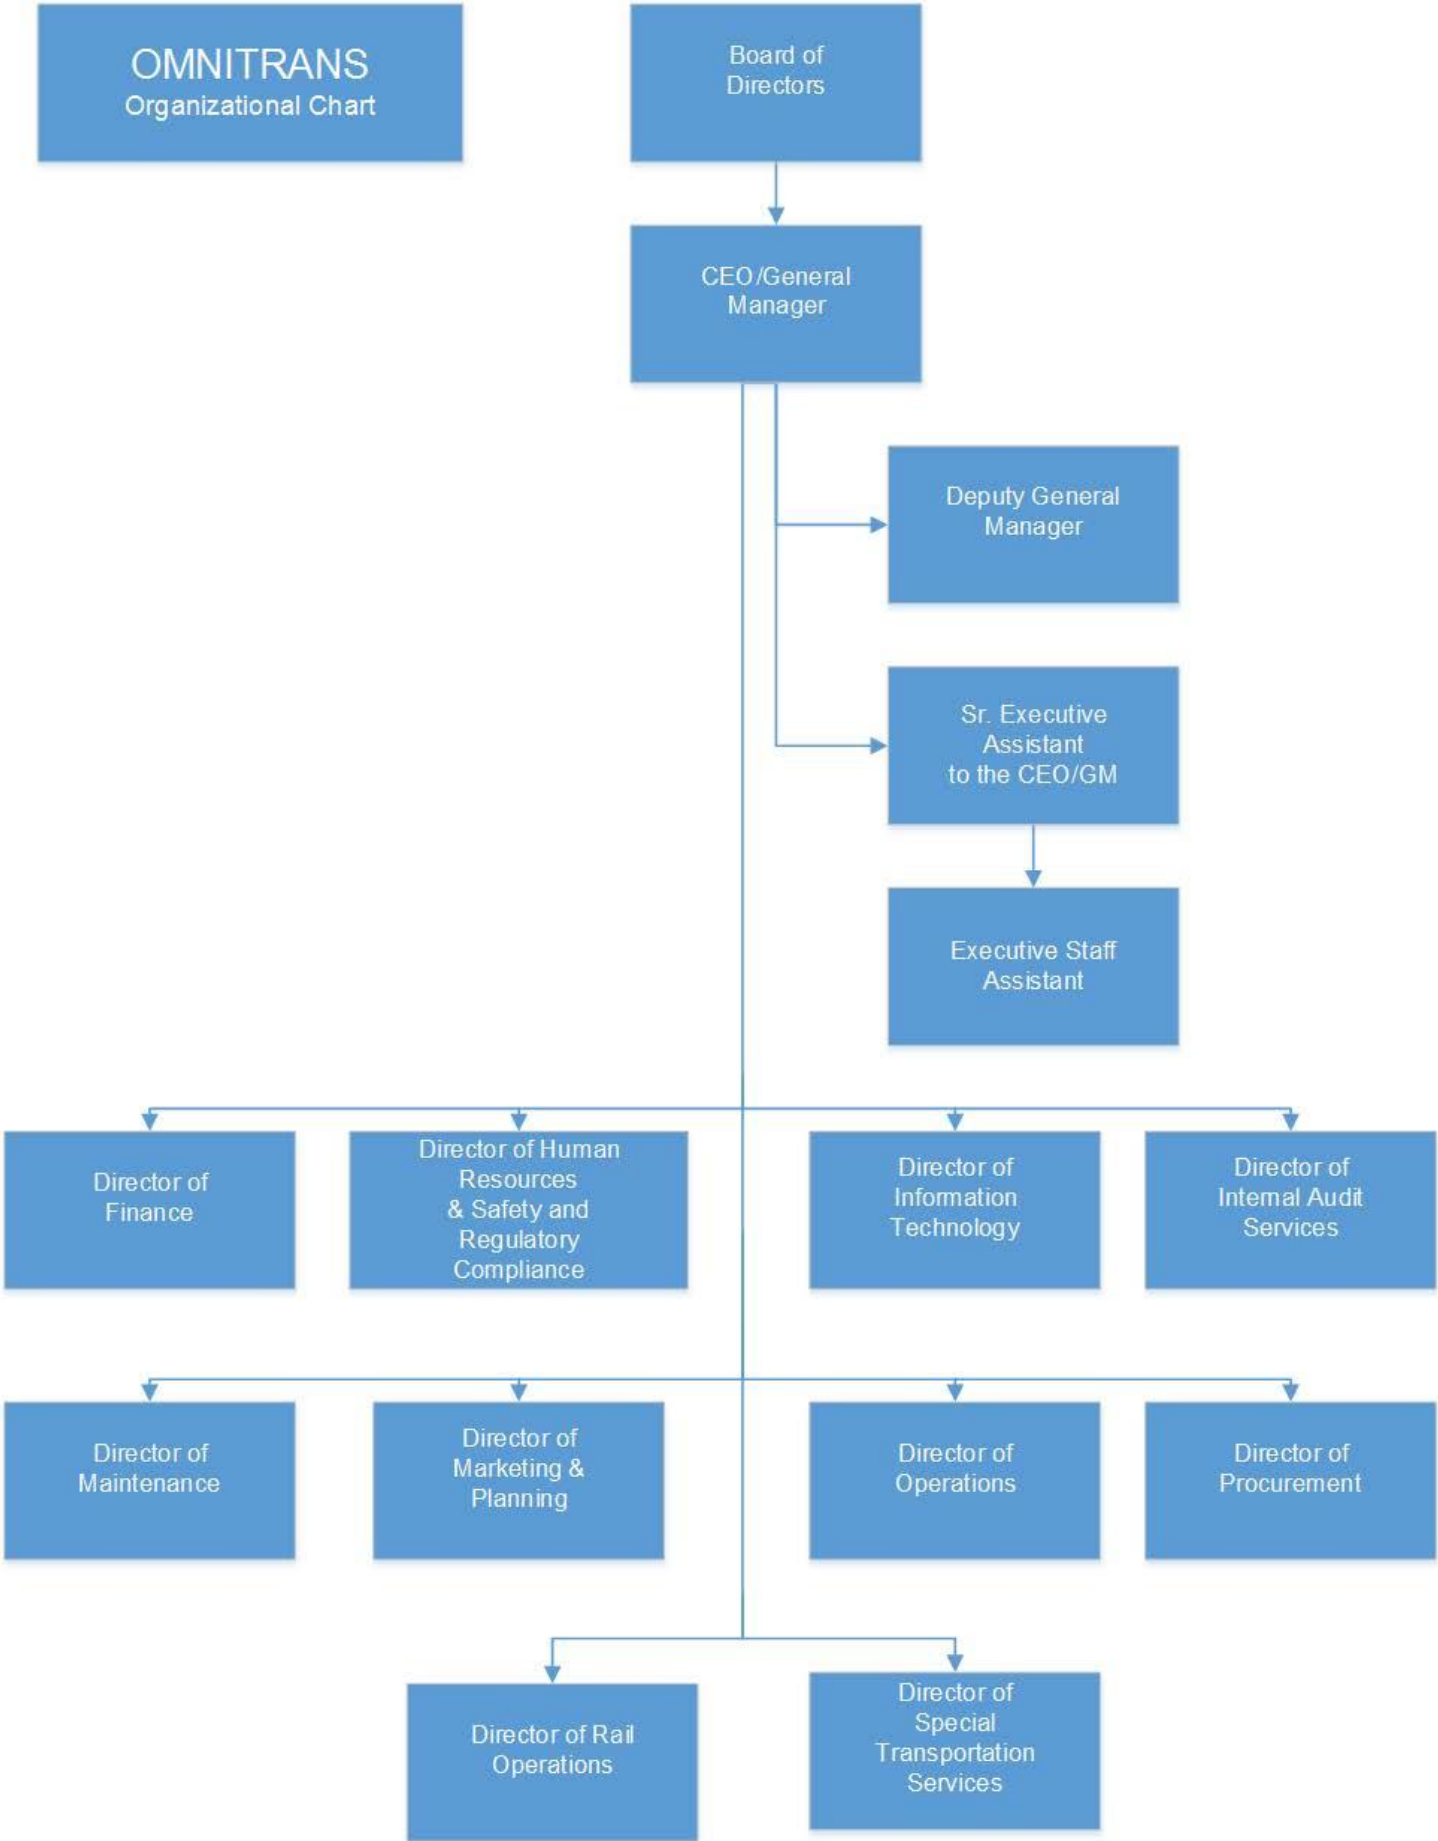 OMNITRANS
Organizational Chart
Board of
Directors
CEO/General
Manager
Deputy General
Manager
Sr. Executive
Assistant
to the CEO/GM
Executive Staff
Assistant
Director of
Finance
Director of Human
Resources
& Safety and
Regulatory
Compliance
Director of
Information
Technology
Director of
Internal Audit
Services
Director of
Maintenance
Director of
Marketing &
Planning
Director of
Operations
Director of
Procurement
Director of Rail
Operations
Director of
Special
Transportation
Services